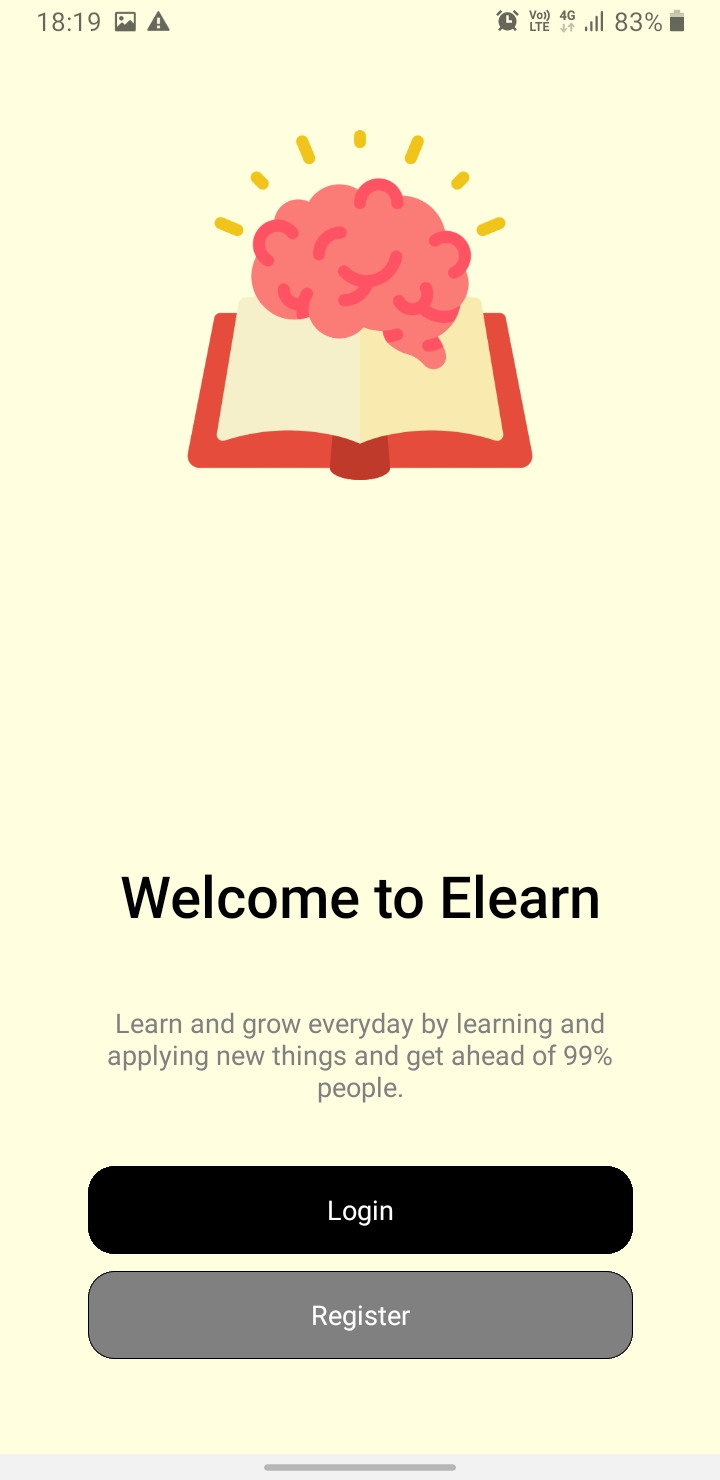 18:19 Vo)) LTE 4G 83%
Welcome to Elearn
Learn and grow everyday by learning and
applying new things and get ahead of 99%
people.
Login
Register